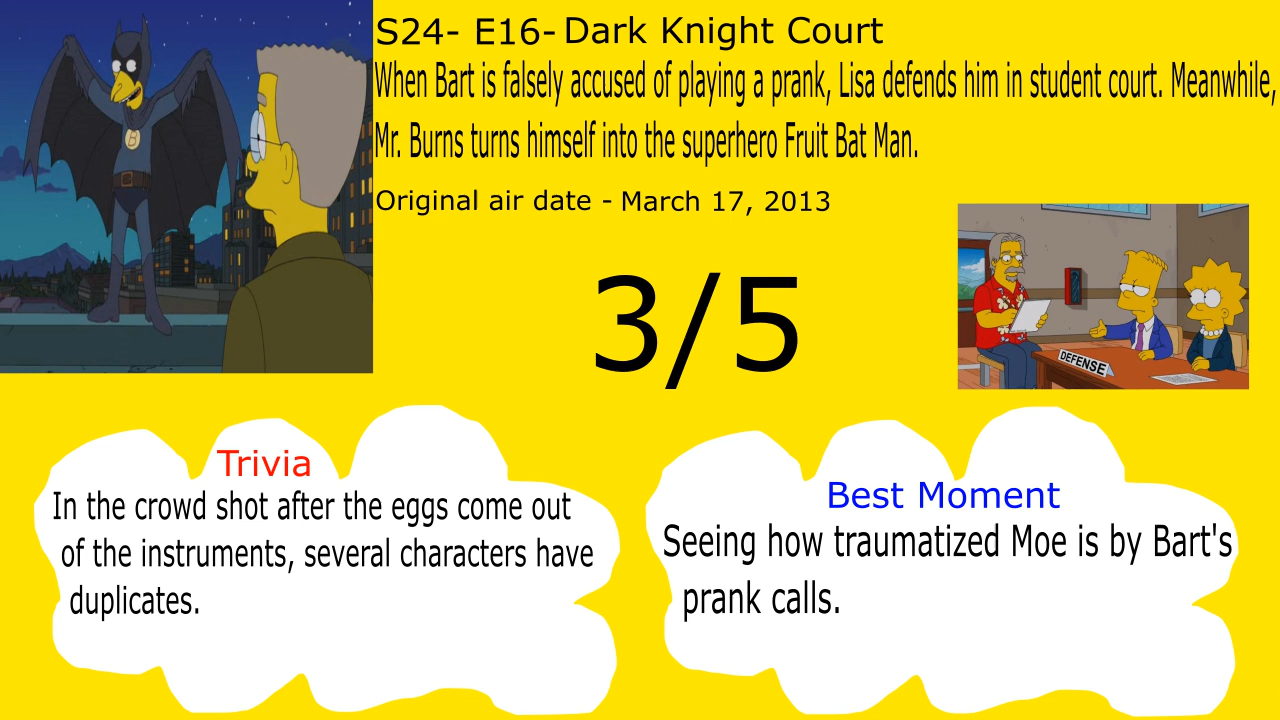 S24- E16- Dark Knight Court
When Bart is falsely accused of playing a prank, Lisa defends him in student court. Meanwhile,
Mr. Burns turns himself into the superhero Fruit Bat Man.
Original air date - March 17, 2013
B
3/5
DEFENSE
Trivia
In the crowd shot after the eggs come out
of the instruments, several characters have
duplicates.
Best Moment
Seeing how traumatized Moe is by Bart's
prank calls.